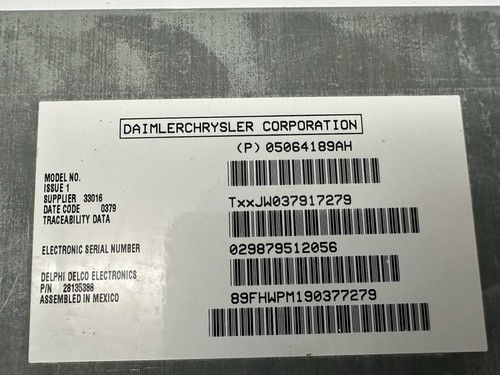 DAIMLERCHRYSLER CORPORATION
(P) 05064189AH
MODEL NO.
ISSUE 1
SUPPLIER 33016
DATE CODE 0379
TRACEABILITY DATA
TxxJW037917279
ELECTRONIC SERIAL NUMBER
029879512056
DELPHI DELCO ELECTRONICS
P/N 28135388
ASSEMBLED IN MEXICO
89FHWPM190377279